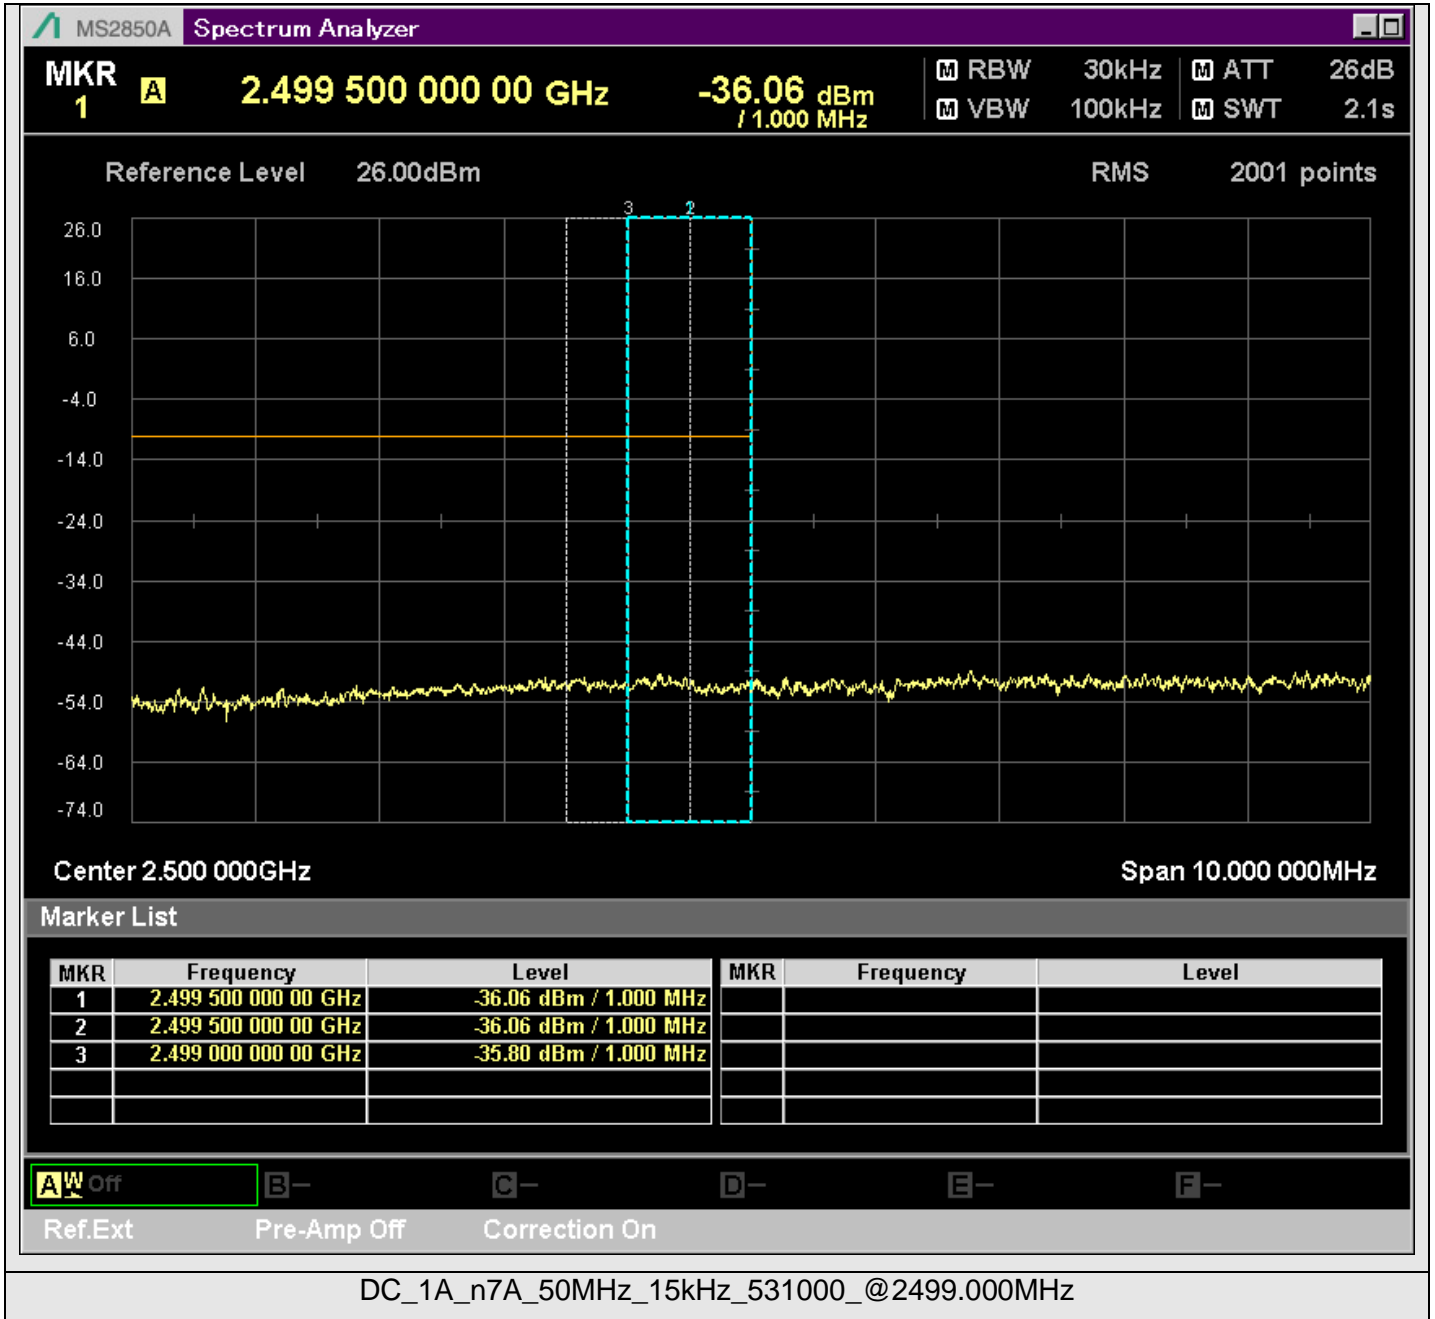 MS2850A Spectrum Analyzer
MKR 1 A 2.499 500 000 00 GHz -36.06 dBm / 1.000 MHz
M RBW 30kHz M ATT 26dB
M VBW 100kHz M SWT 2.1s
Reference Level 26.00dBm RMS 2001 points
3 2
26.0
16.0
6.0
-4.0
-14.0
-24.0
-34.0
-44.0
-54.0
-64.0
-74.0
Center 2.500 000GHz Span 10.000 000MHz
Marker List
MKR Frequency Level MKR Frequency Level
1 2.499 500 000 00 GHz -36.06 dBm / 1.000 MHz
2 2.499 500 000 00 GHz -36.06 dBm / 1.000 MHz
3 2.499 000 000 00 GHz -35.80 dBm / 1.000 MHz
A W Off B- C- D- E- F-
Ref.Ext Pre-Amp Off Correction On
DC_1A_n7A_50MHz_15kHz_531000_@2499.000MHz